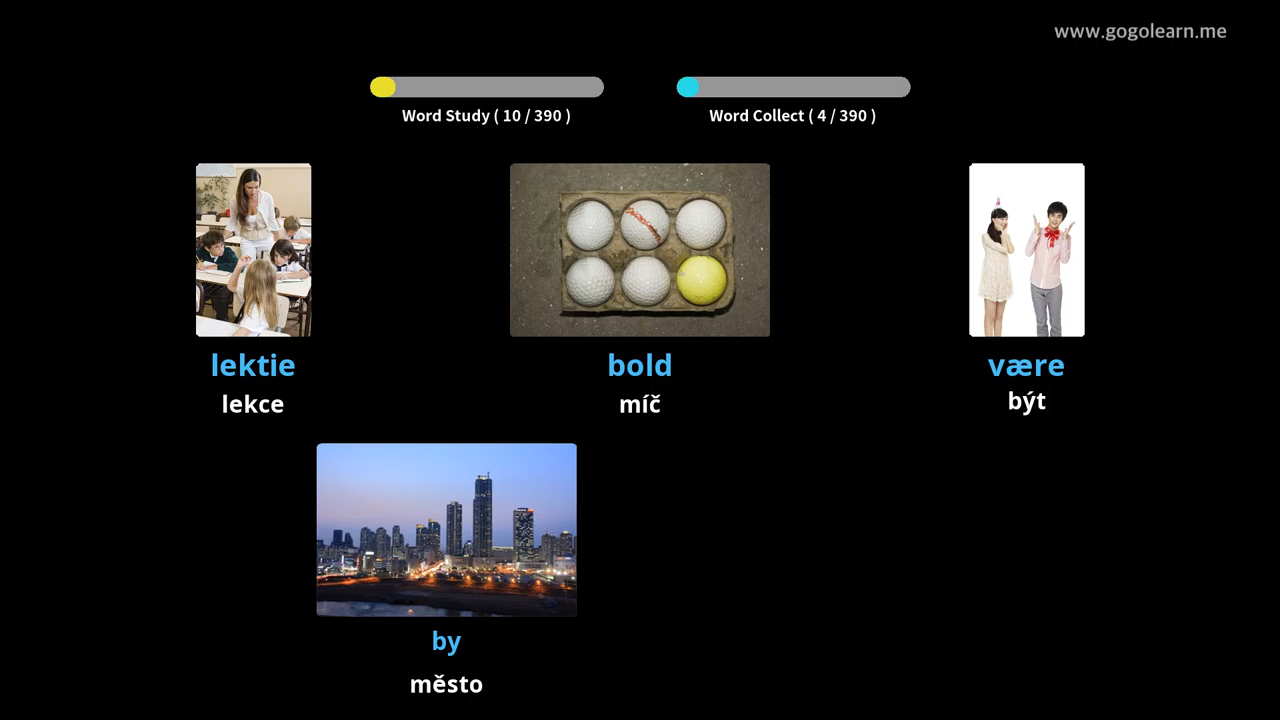 www.gogolearn.me
Word Study ( 10 / 390 )
Word Collect ( 4 / 390 )
lektie
lekce
bold
míč
være
být
by
město